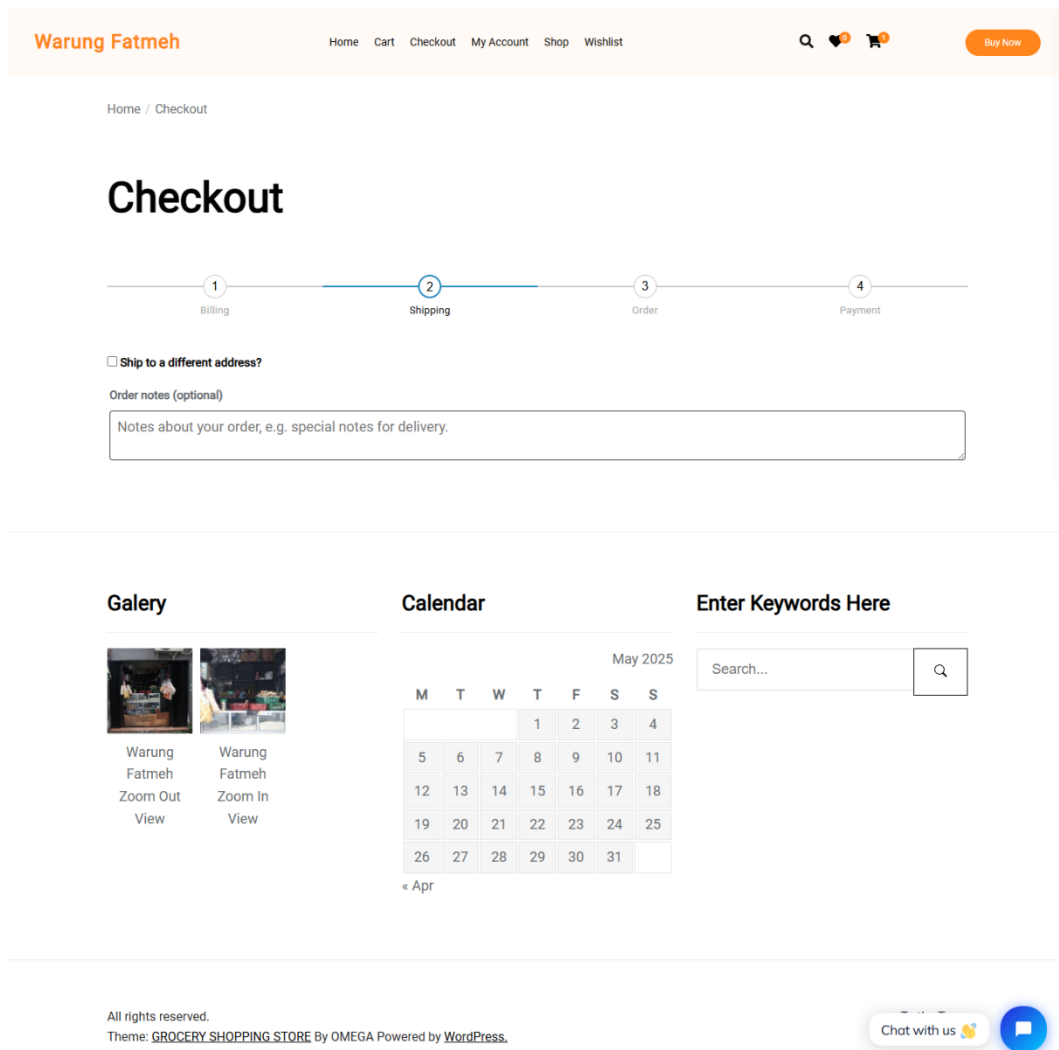 Warung Fatmeh
Home Cart Checkout My Account Shop Wishlist
0
1
Buy Now
Home / Checkout
Checkout
1 2 3 4
Billing Shipping Order Payment
Ship to a different address?
Order notes (optional)
Notes about your order, e.g. special notes for delivery.
Galery
Warung
Fatmeh
Zoom Out
View
Warung
Fatmeh
Zoom In
View
Calendar
May 2025
M T W T F S S
1 2 3 4
5 6 7 8 9 10 11
12 13 14 15 16 17 18
19 20 21 22 23 24 25
26 27 28 29 30 31
« Apr
Enter Keywords Here
Search...
All rights reserved.
Theme: GROCERY SHOPPING STORE By OMEGA Powered by WordPress.
Chat with us 👋